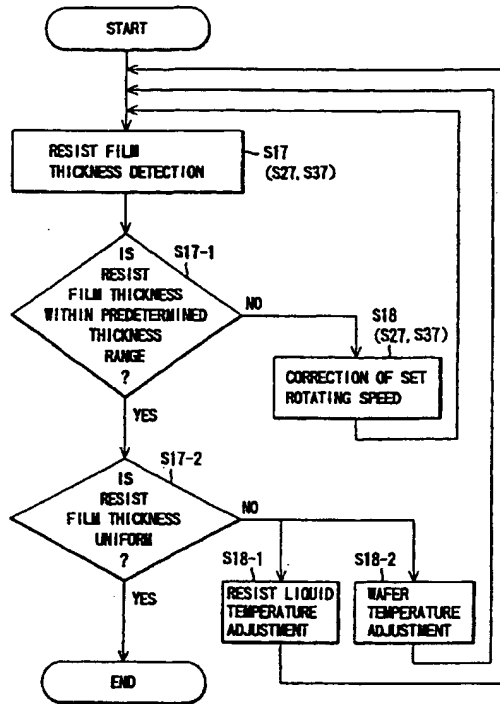 START
RESIST FILM
THICKNESS DETECTION
S17
(S27, S37)
S17-1
IS
RESIST
FILM THICKNESS
WITHIN PREDETERMINED
THICKNESS
RANGE
?
NO
YES
S18
(S27, S37)
CORRECTION OF SET
ROTATING SPEED
S17-2
IS
RESIST
FILM THICKNESS
UNIFORM
?
NO
YES
S18-1
RESIST LIQUID
TEMPERATURE
ADJUSTMENT
S18-2
WAFER
TEMPERATURE
ADJUSTMENT
END